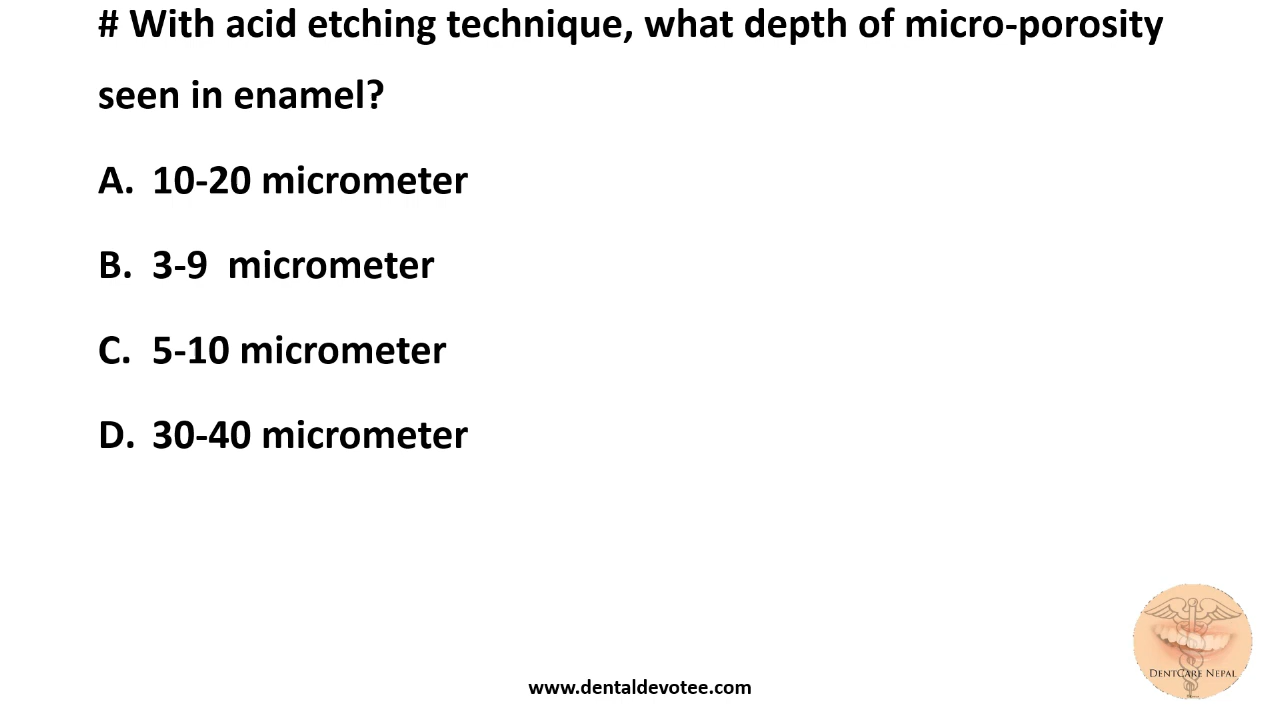 # With acid etching technique, what depth of micro-porosity
seen in enamel?
A. 10-20 micrometer
B. 3-9 micrometer
C. 5-10 micrometer
D. 30-40 micrometer
DENTCARE NEPAL
www.dentaldevotee.com